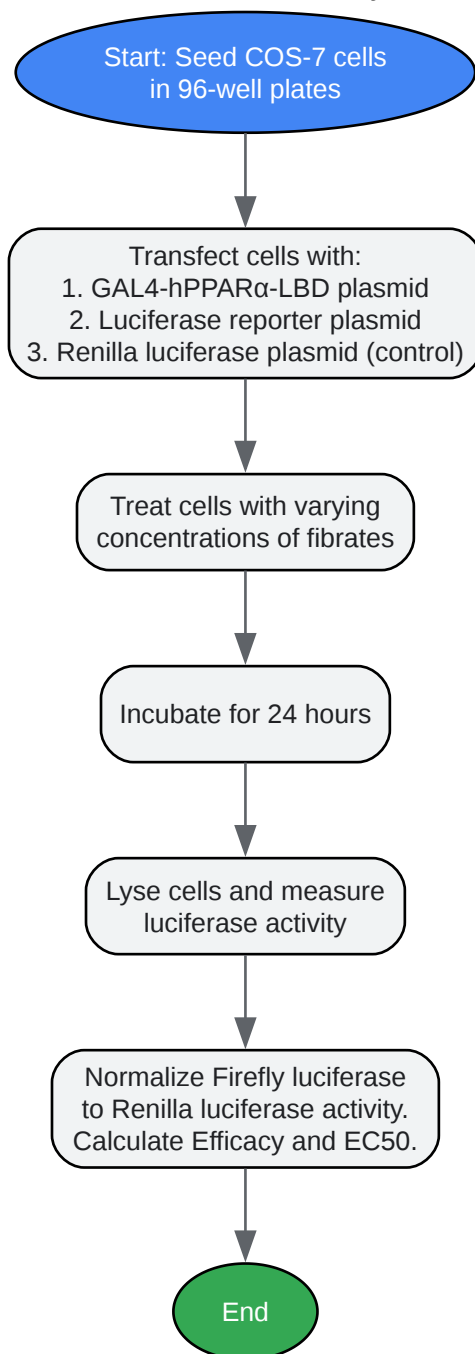 Start: Seed COS-7 cells
in 96-well plates
Transfect cells with:
1. GAL4-hPPARα-LBD plasmid
2. Luciferase reporter plasmid
3. Renilla luciferase plasmid (control)
Treat cells with varying
concentrations of fibrates
Incubate for 24 hours
Lyse cells and measure
luciferase activity
Normalize Firefly luciferase
to Renilla luciferase activity.
Calculate Efficacy and EC50.
End